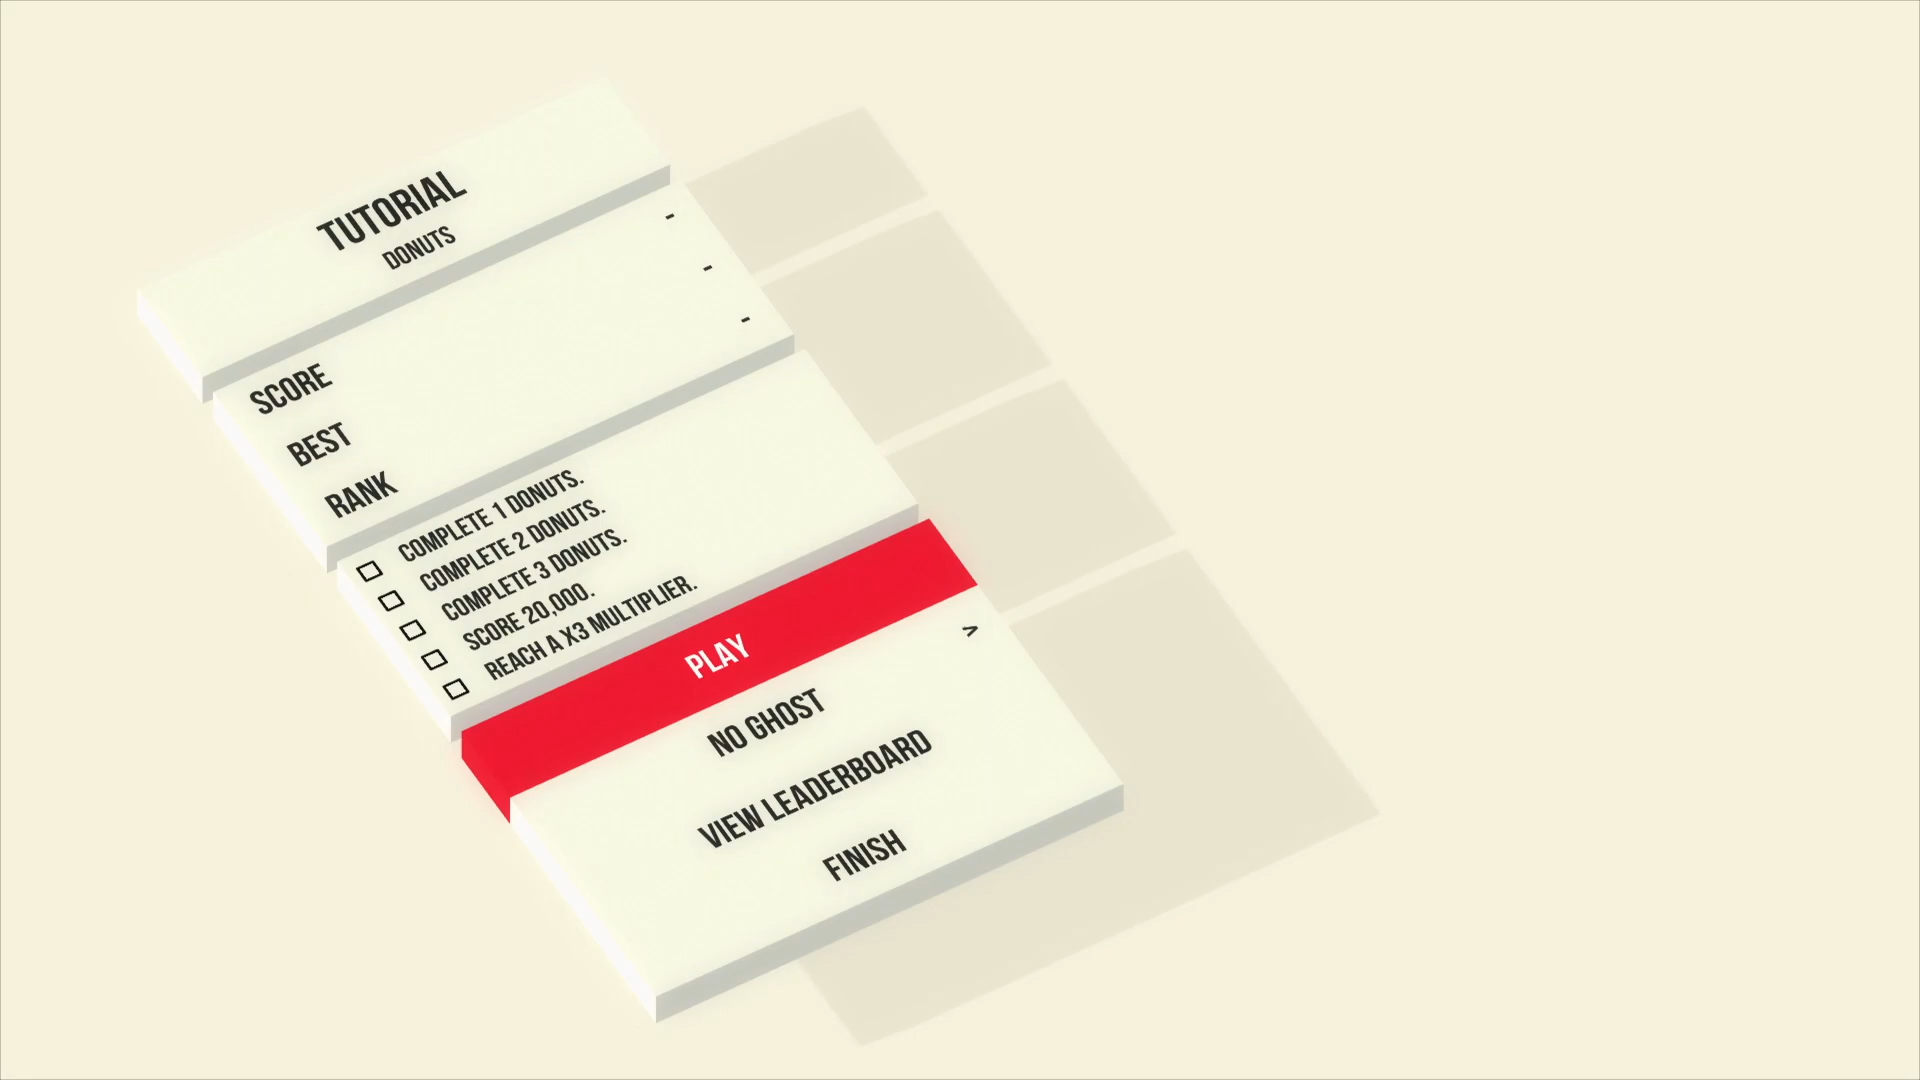 TUTORIAL
DONUTS
SCORE -
BEST -
RANK -
COMPLETE 1 DONUTS.
COMPLETE 2 DONUTS.
COMPLETE 3 DONUTS.
SCORE 20,000.
REACH A X3 MULTIPLIER.
PLAY
NO GHOST >
VIEW LEADERBOARD
FINISH